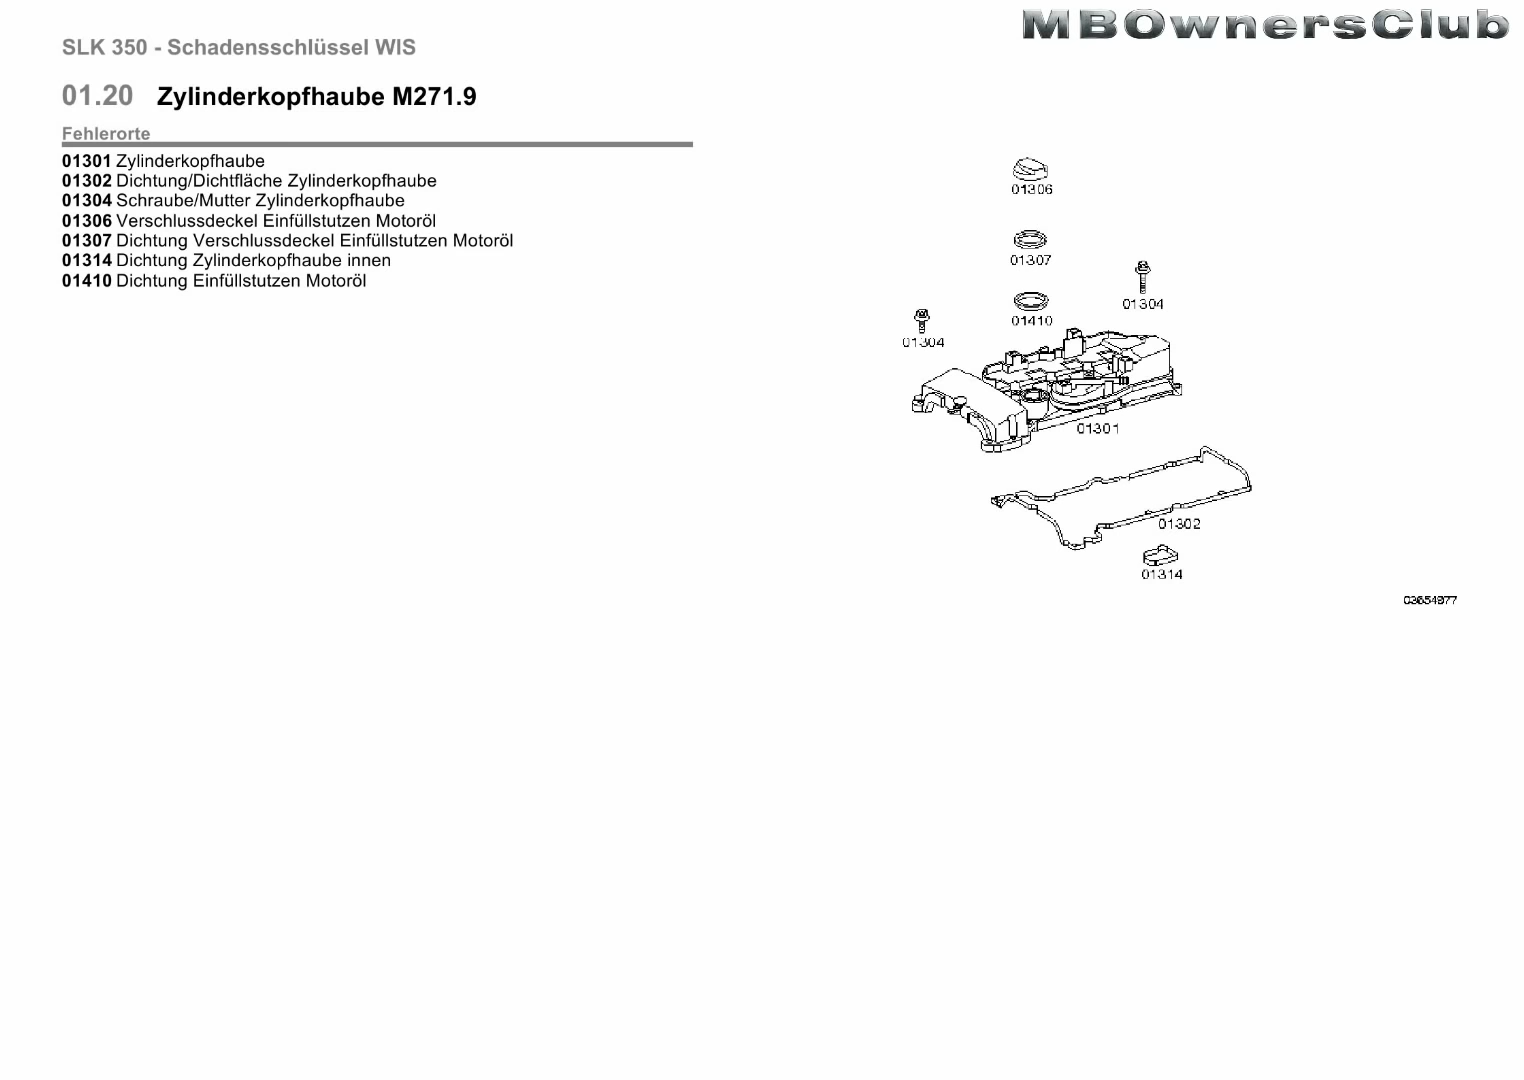 MBOwnersClub
SLK 350 - Schadensschlüssel WIS
01.20 Zylinderkopfhaube M271.9
Fehlerorte
01301 Zylinderkopfhaube
01302 Dichtung/Dichtfläche Zylinderkopfhaube
01304 Schraube/Mutter Zylinderkopfhaube
01306 Verschlussdeckel Einfüllstutzen Motoröl
01307 Dichtung Verschlussdeckel Einfüllstutzen Motoröl
01314 Dichtung Zylinderkopfhaube innen
01410 Dichtung Einfüllstutzen Motoröl
01306
01307
01304
01410
01304
01301
01302
01314
03654977